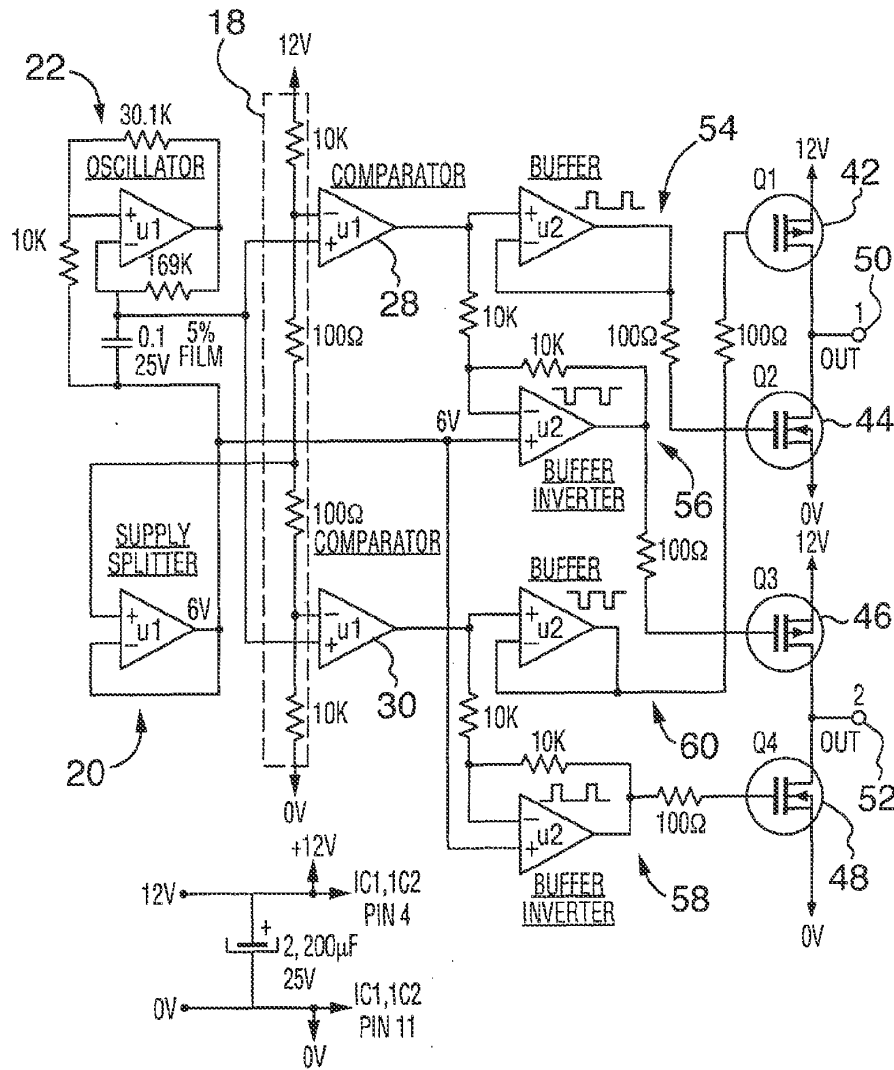 18
12V
22
30.1K
OSCILLATOR
10K
COMPARATOR
BUFFER
54
12V
Q1
42
+
-
u1
-
+
u1
+
-
u2
10K
169K
28
50
1
OUT
0.1
25V
5%
FILM
100Ω
10K
100Ω
100Ω
10K
Q2
44
6V
-
+
u2
BUFFER
INVERTER
56
0V
12V
SUPPLY
SPLITTER
100Ω
COMPARATOR
100Ω
BUFFER
Q3
46
6V
+
-
u1
-
+
u1
+
-
u2
30
2
OUT
52
20
10K
10K
60
10K
Q4
0V
-
+
u2
100Ω
48
BUFFER
INVERTER
58
0V
+12V
12V
IC1,1C2
PIN 4
+
2,200µF
25V
0V
IC1,1C2
PIN 11
0V